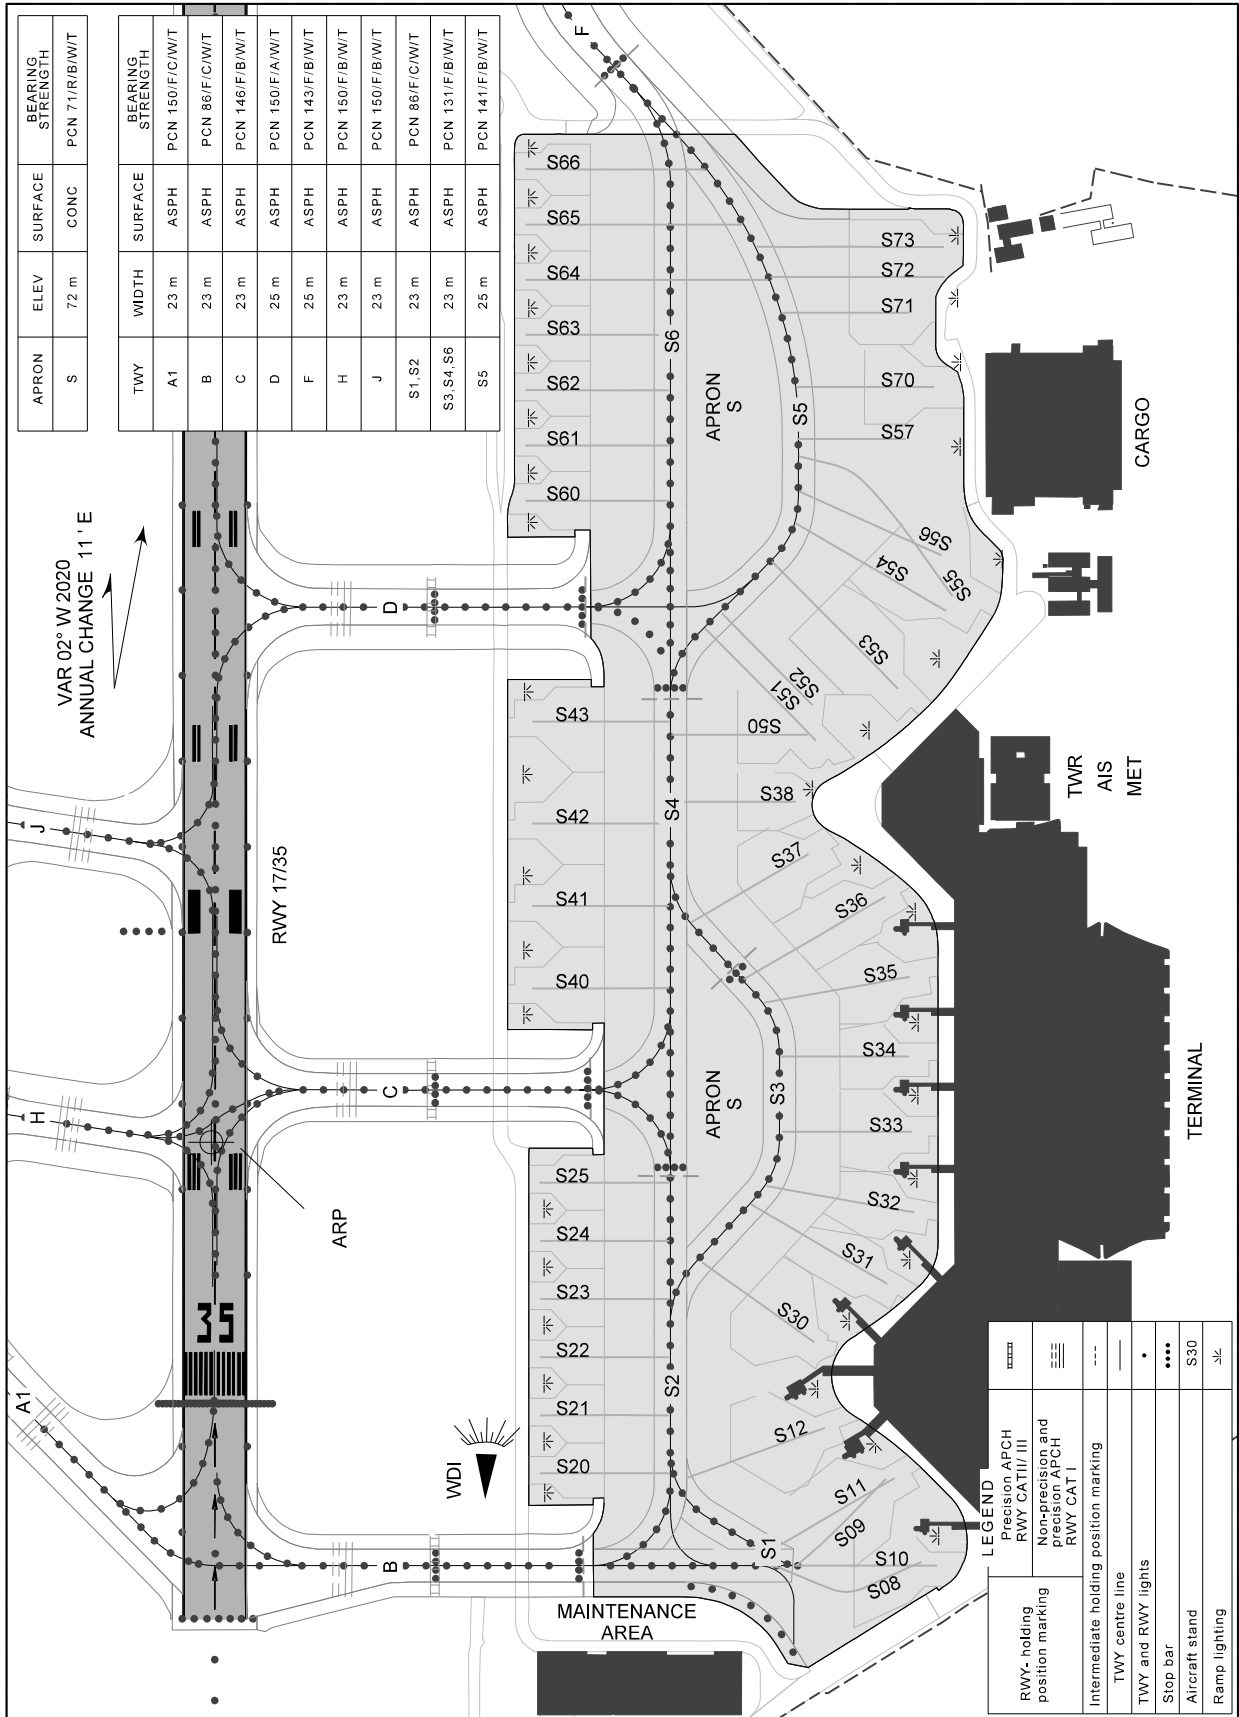 APRON ELEV SURFACE BEARING STRENGTH
S 72 m CONC PCN 71/R/B/W/T
TWY WIDTH SURFACE BEARING STRENGTH
A1 23 m ASPH PCN 150/F/C/W/T
B 23 m ASPH PCN 86/F/C/W/T
C 23 m ASPH PCN 146/F/B/W/T
D 25 m ASPH PCN 150/F/A/W/T
F 25 m ASPH PCN 143/F/B/W/T
H 23 m ASPH PCN 150/F/B/W/T
J 23 m ASPH PCN 150/F/B/W/T
S1,S2 23 m ASPH PCN 86/F/C/W/T
S3,S4,S6 23 m ASPH PCN 131/F/B/W/T
S5 25 m ASPH PCN 141/F/B/W/T
VAR 02° W 2020
ANNUAL CHANGE 11 ' E
F
S66
S65
S64
S63
S62
S61
S60
S6
APRON
S
S5
S73
S72
S71
S70
S57
S56
S54
S55
S53
S52
S51
S50
CARGO
D
J
RWY 17/35
S43
S42
S41
S40
S4
S38
S37
S36
S35
S34
S33
S32
S31
S30
S3
APRON
S
TWR
AIS
MET
TERMINAL
H
C
ARP
35
A1
S25
S24
S23
S22
S21
S20
S2
WDI
B
S1
S12
S11
S09
S10
S08
MAINTENANCE
AREA
LEGEND
RWY- holding
position marking
Precision APCH
RWY CATII/ III
Non-precision and
precision APCH
RWY CAT I
Intermediate holding position marking
TWY centre line
TWY and RWY lights
Stop bar
Aircraft stand S30
Ramp lighting